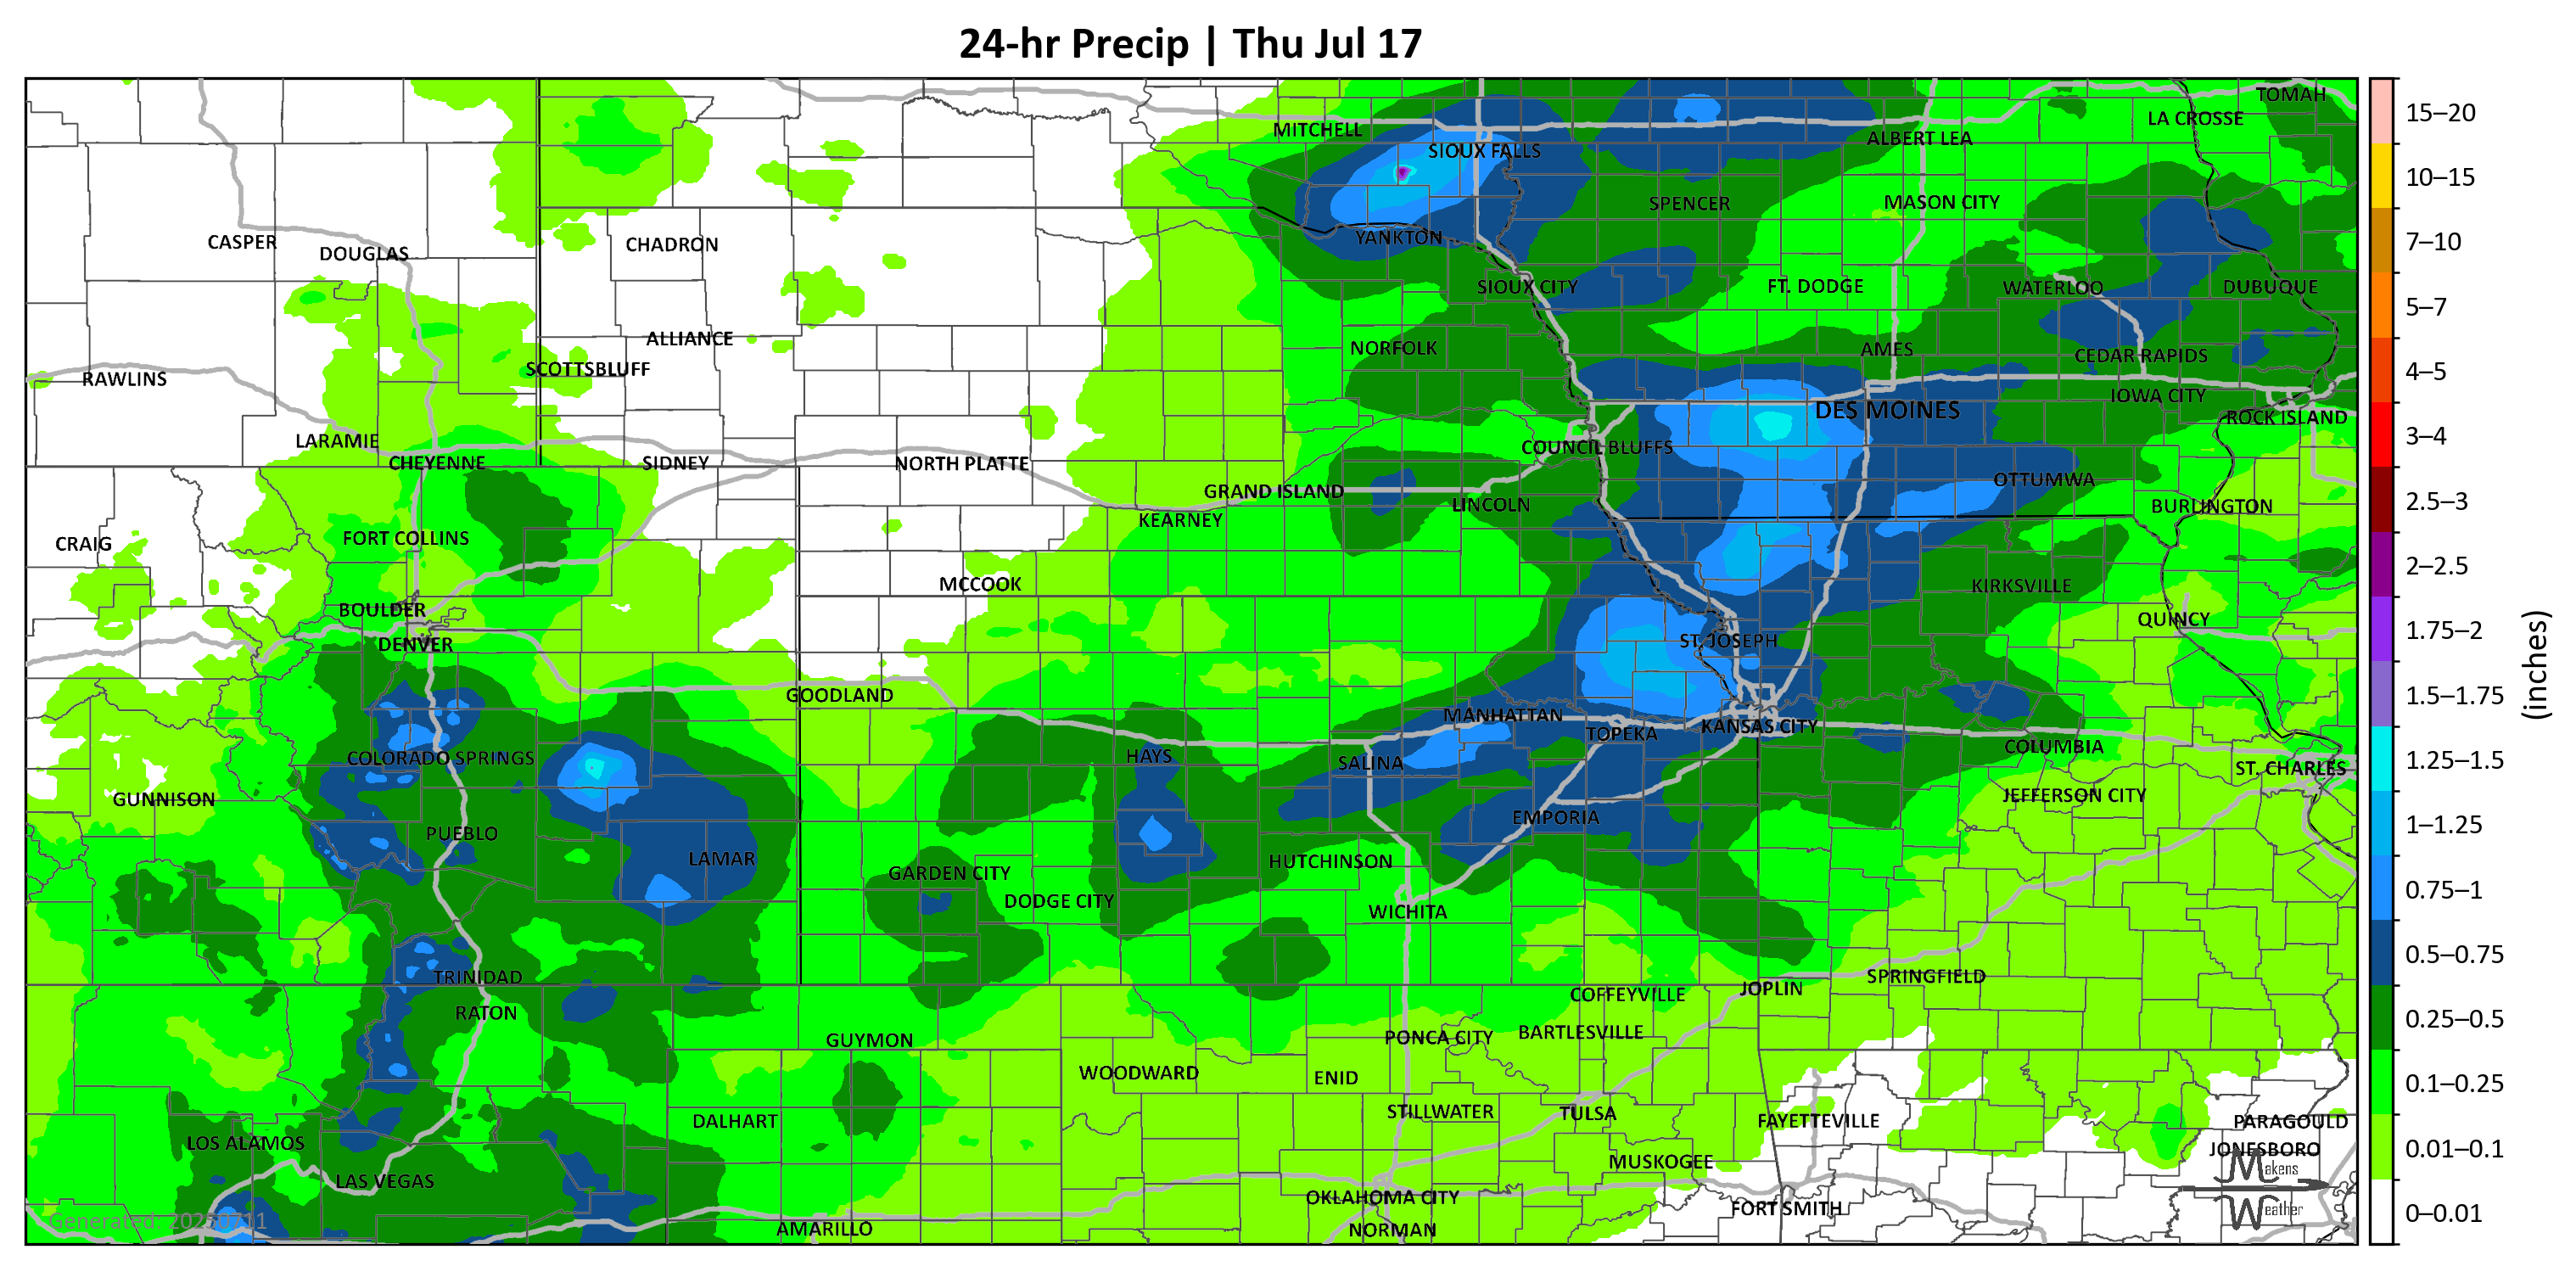 24-hr Precip | Thu Jul 17
TOMAH
LA CROSSE
MITCHELL
ALBERT LEA
SIOUX FALLS
SPENCER
MASON CITY
YANKTON
CASPER
CHADRON
DOUGLAS
SIOUX CITY
FT. DODGE
WATERLOO
DUBUQUE
ALLIANCE
NORFOLK
AMES
CEDAR RAPIDS
SCOTTSBLUFF
RAWLINS
IOWA CITY
DES MOINES
ROCK ISLAND
LARAMIE
COUNCIL BLUFFS
CHEYENNE
SIDNEY
NORTH PLATTE
OTTUMWA
GRAND ISLAND
LINCOLN
BURLINGTON
KEARNEY
FORT COLLINS
CRAIG
MCCOOK
KIRKSVILLE
BOULDER
QUINCY
DENVER
ST. JOSEPH
GOODLAND
MANHATTAN
KANSAS CITY
TOPEKA
COLUMBIA
COLORADO SPRINGS
HAYS
SALINA
ST. CHARLES
GUNNISON
JEFFERSON CITY
EMPORIA
PUEBLO
LAMAR
HUTCHINSON
GARDEN CITY
DODGE CITY
WICHITA
TRINIDAD
SPRINGFIELD
JOPLIN
COFFEYVILLE
RATON
BARTLESVILLE
PONCA CITY
GUYMON
WOODWARD
ENID
STILLWATER
TULSA
DALHART
FAYETTEVILLE
PARAGOULD
LOS ALAMOS
JONESBORO
MUSKOGEE
LAS VEGAS
OKLAHOMA CITY
FORT SMITH
AMARILLO
NORMAN
Generated: 20250711
Makens
Weather
15–20
10–15
7–10
5–7
4–5
3–4
2.5–3
2–2.5
1.75–2
1.5–1.75
1.25–1.5
1–1.25
0.75–1
0.5–0.75
0.25–0.5
0.1–0.25
0.01–0.1
0–0.01
(inches)